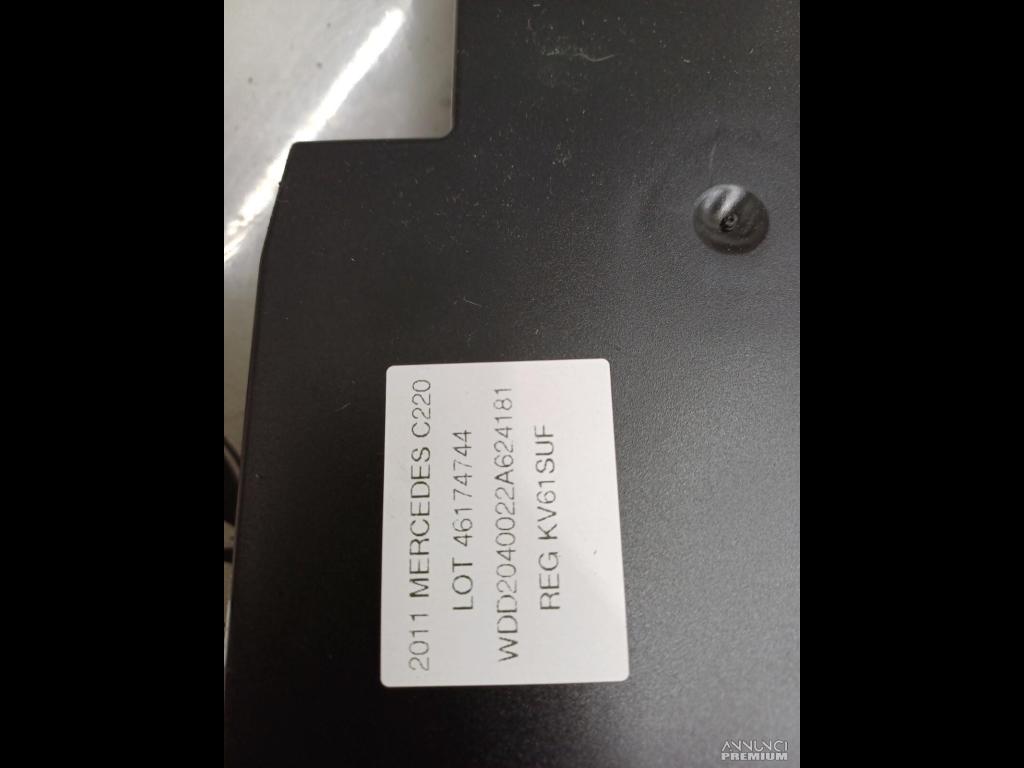 2011 MERCEDES C220
LOT 46174744
WDD2040022A624181
REG KV61SUF
ANNUNCI
PREMIUM